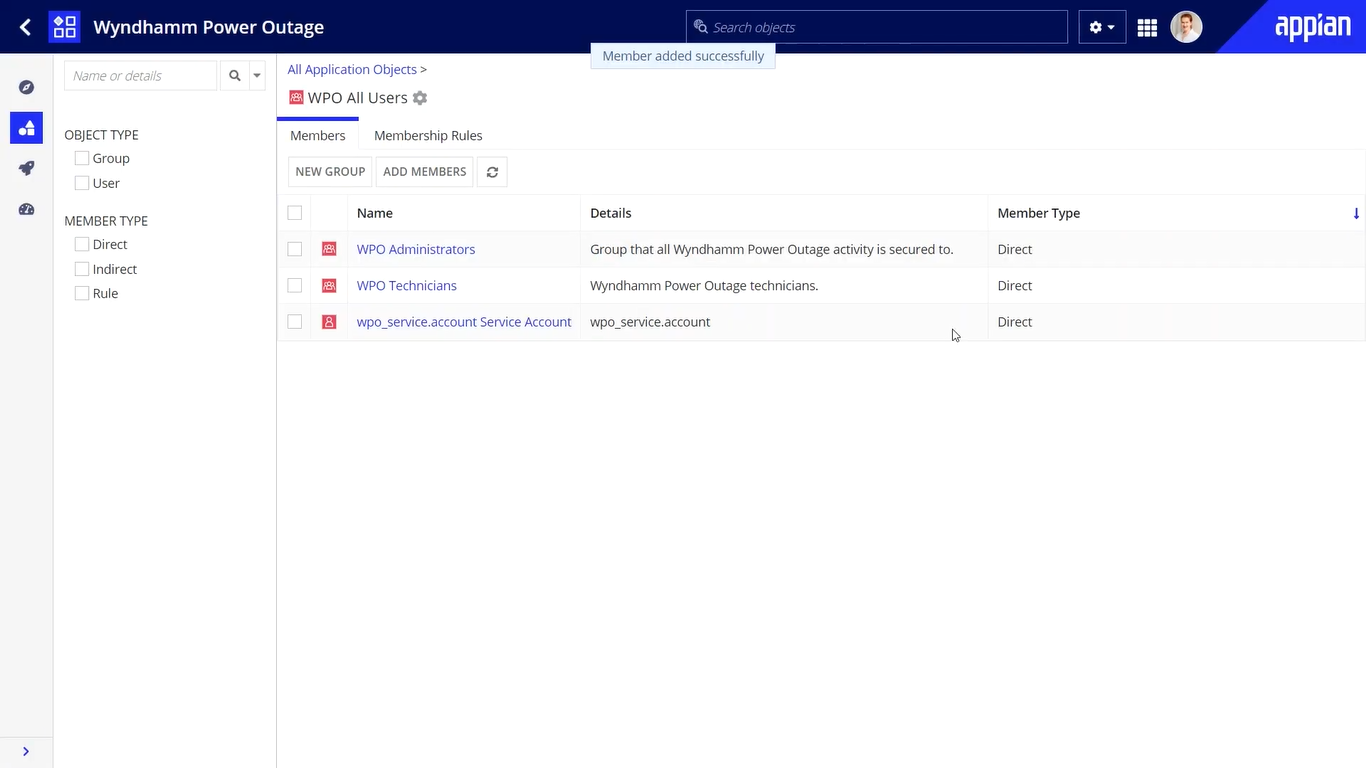 Wyndhamm Power Outage
Search objects
appian
Member added successfully
Name or details
OBJECT TYPE
Group
User
MEMBER TYPE
Direct
Indirect
Rule
All Application Objects >
WPO All Users
Members Membership Rules
NEW GROUP ADD MEMBERS
Name Details Member Type
WPO Administrators Group that all Wyndhamm Power Outage activity is secured to. Direct
WPO Technicians Wyndhamm Power Outage technicians. Direct
wpo_service.account Service Account wpo_service.account Direct